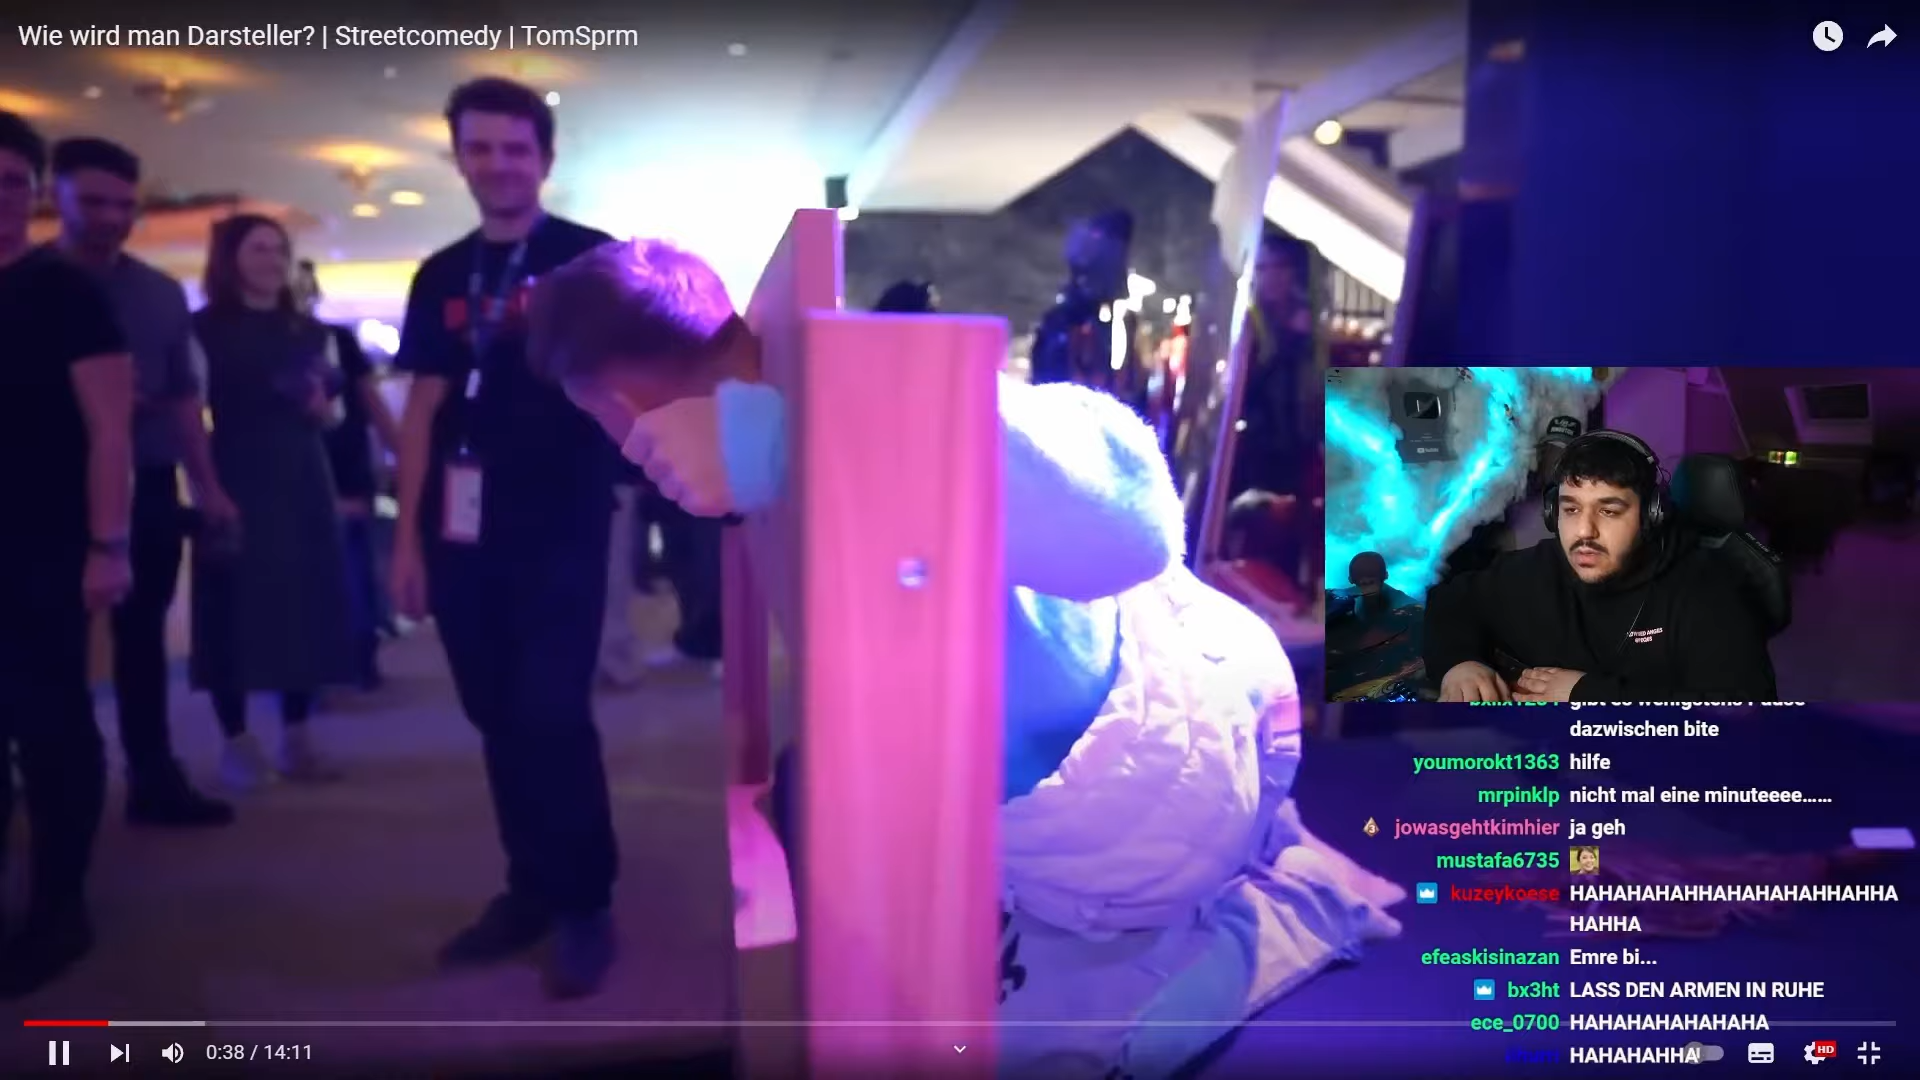 Wie wird man Darsteller? | Streetcomedy | TomSprm
dazwischen bite
youmorokt1363 hilfe
mrpinklp nicht mal eine minuteeee......
jowasgehtkimhier ja geh
mustafa6735
kuzeykoese HAHAHAHAHHAHAHAHAHHAHHA
HAHHA
efeaskisinazan Emre bi...
bx3ht LASS DEN ARMEN IN RUHE
ece_0700 HAHAHAHAHAHAHA
HAHAHAHHA
0:38 / 14:11
HD